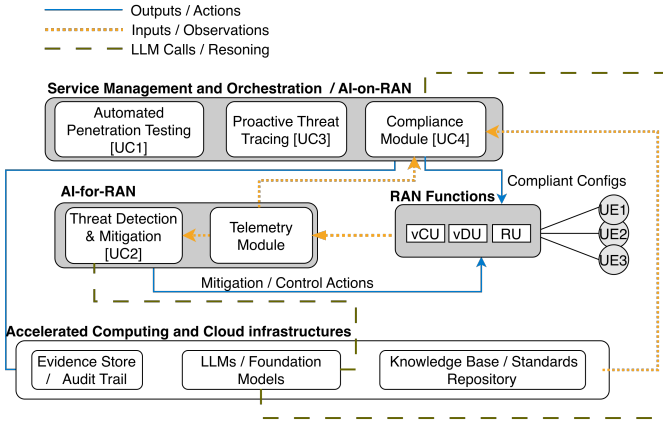 Outputs / Actions
Inputs / Observations
LLM Calls / Resoning
Service Management and Orchestration / AI-on-RAN
Automated
Penetration Testing
[UC1]
Proactive Threat
Tracing [UC3]
Compliance
Module [UC4]
Compliant Configs
AI-for-RAN
Threat Detection
& Mitigation
[UC2]
Telemetry
Module
RAN Functions
vCU
vDU
RU
UE1
UE2
UE3
Mitigation / Control Actions
Accelerated Computing and Cloud infrastructures
Evidence Store
/ Audit Trail
LLMs / Foundation
Models
Knowledge Base / Standards
Repository